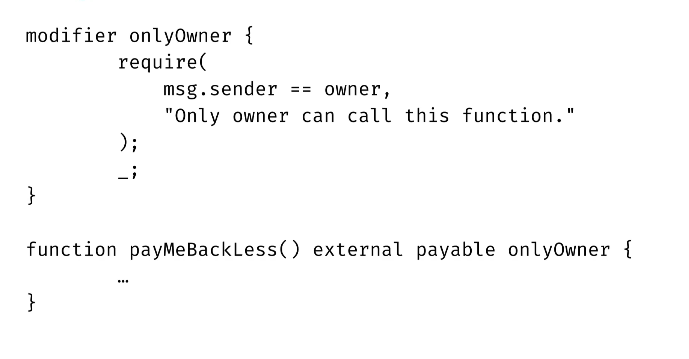 modifier onlyOwner {
require(
msg.sender == owner,
"Only owner can call this function."
);
_;
}
function payMeBackLess() external payable onlyOwner {
…
}